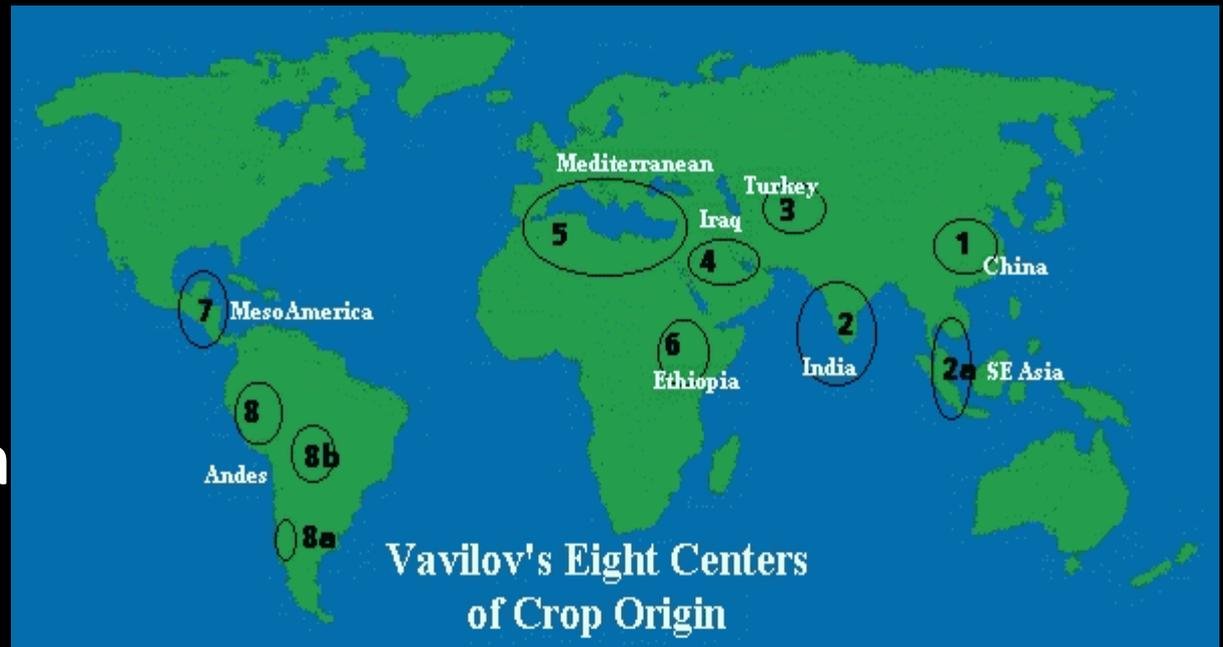 Mediterranean
Turkey
3
Iraq
5
4
1
China
7
MesoAmerica
2
6
India
Ethiopia
2a
SE Asia
8
8b
Andes
8a
Vavilov's Eight Centers
of Crop Origin
n